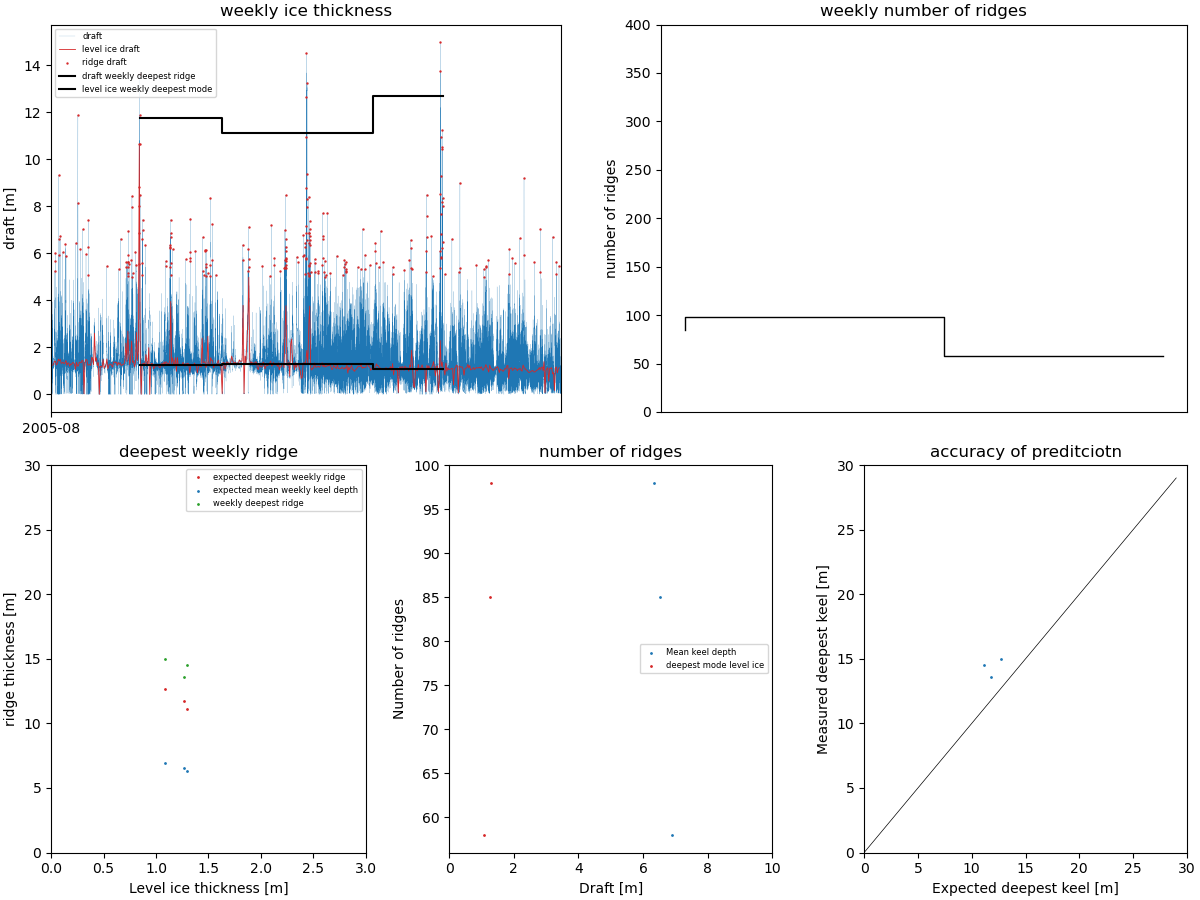 weekly ice thickness
draft
level ice draft
ridge draft
draft weekly deepest ridge
level ice weekly deepest mode
14
12
10
8
6
4
2
0
draft [m]
2005-08
weekly number of ridges
400
350
300
250
200
150
100
50
0
number of ridges
deepest weekly ridge
expected deepest weekly ridge
expected mean weekly keel depth
weekly deepest ridge
30
25
20
15
10
5
0
ridge thickness [m]
0.0 0.5 1.0 1.5 2.0 2.5 3.0
Level ice thickness [m]
number of ridges
100
95
90
85
80
75
70
65
60
Number of ridges
Mean keel depth
deepest mode level ice
0 2 4 6 8 10
Draft [m]
accuracy of preditciotn
30
25
20
15
10
5
0
Measured deepest keel [m]
0 5 10 15 20 25 30
Expected deepest keel [m]